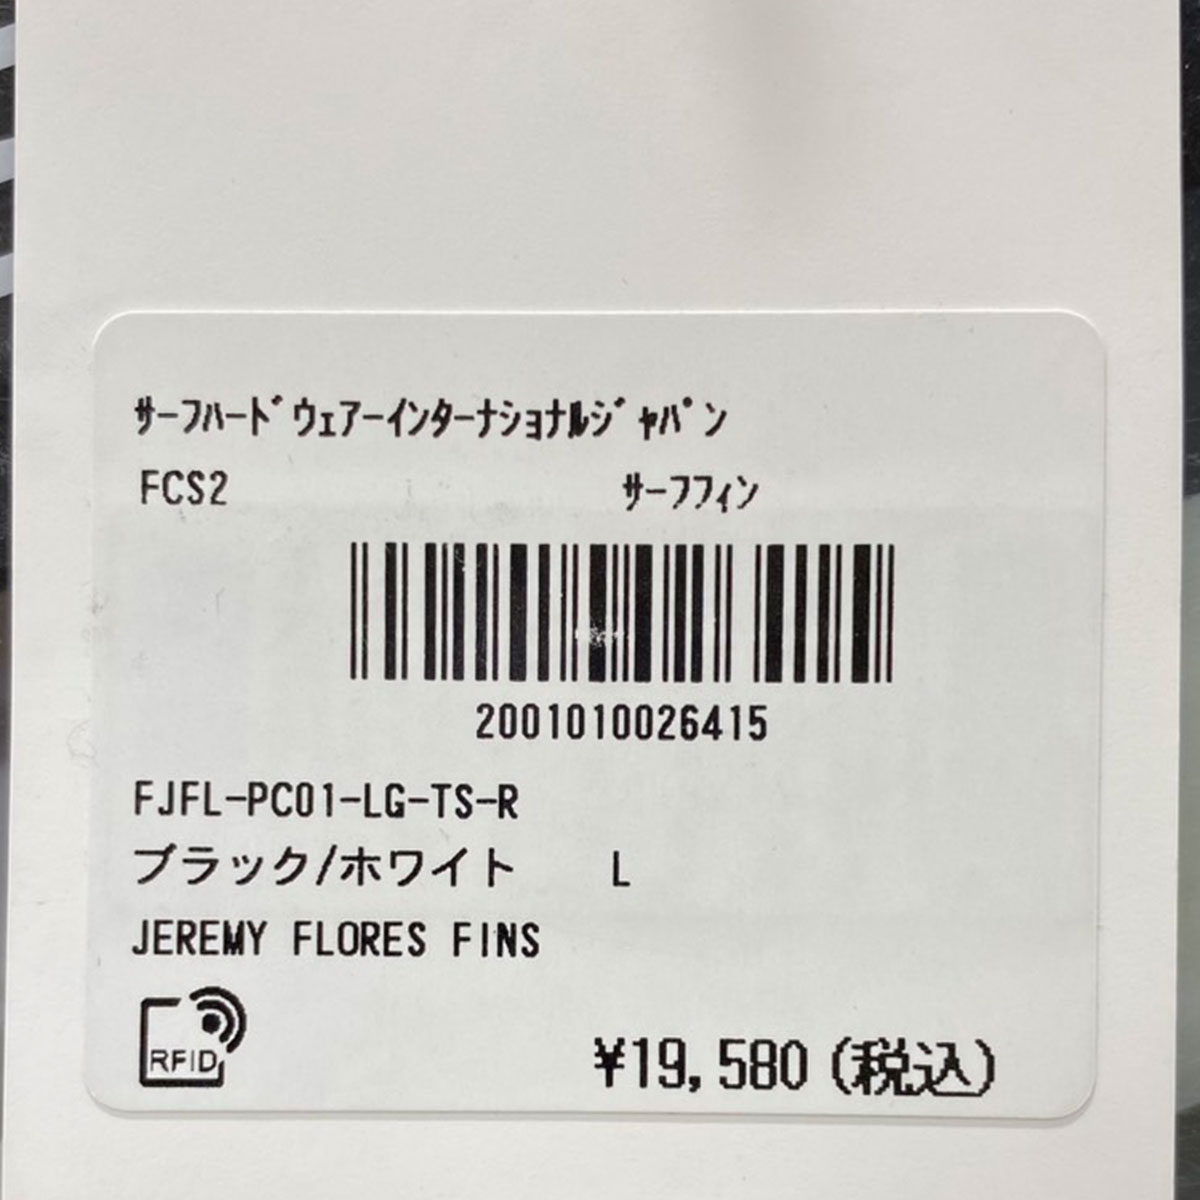 ｻｰﾌﾊｰﾄﾞｳｪｱｰｲﾝﾀｰﾅｼｮﾅﾙｼﾞｬﾊﾟﾝ
FCS2 ｻｰﾌﾌｨﾝ
2001010026415
FJFL-PC01-LG-TS-R
ブラック/ホワイト L
JEREMY FLORES FINS
RFID
¥19,580(税込)